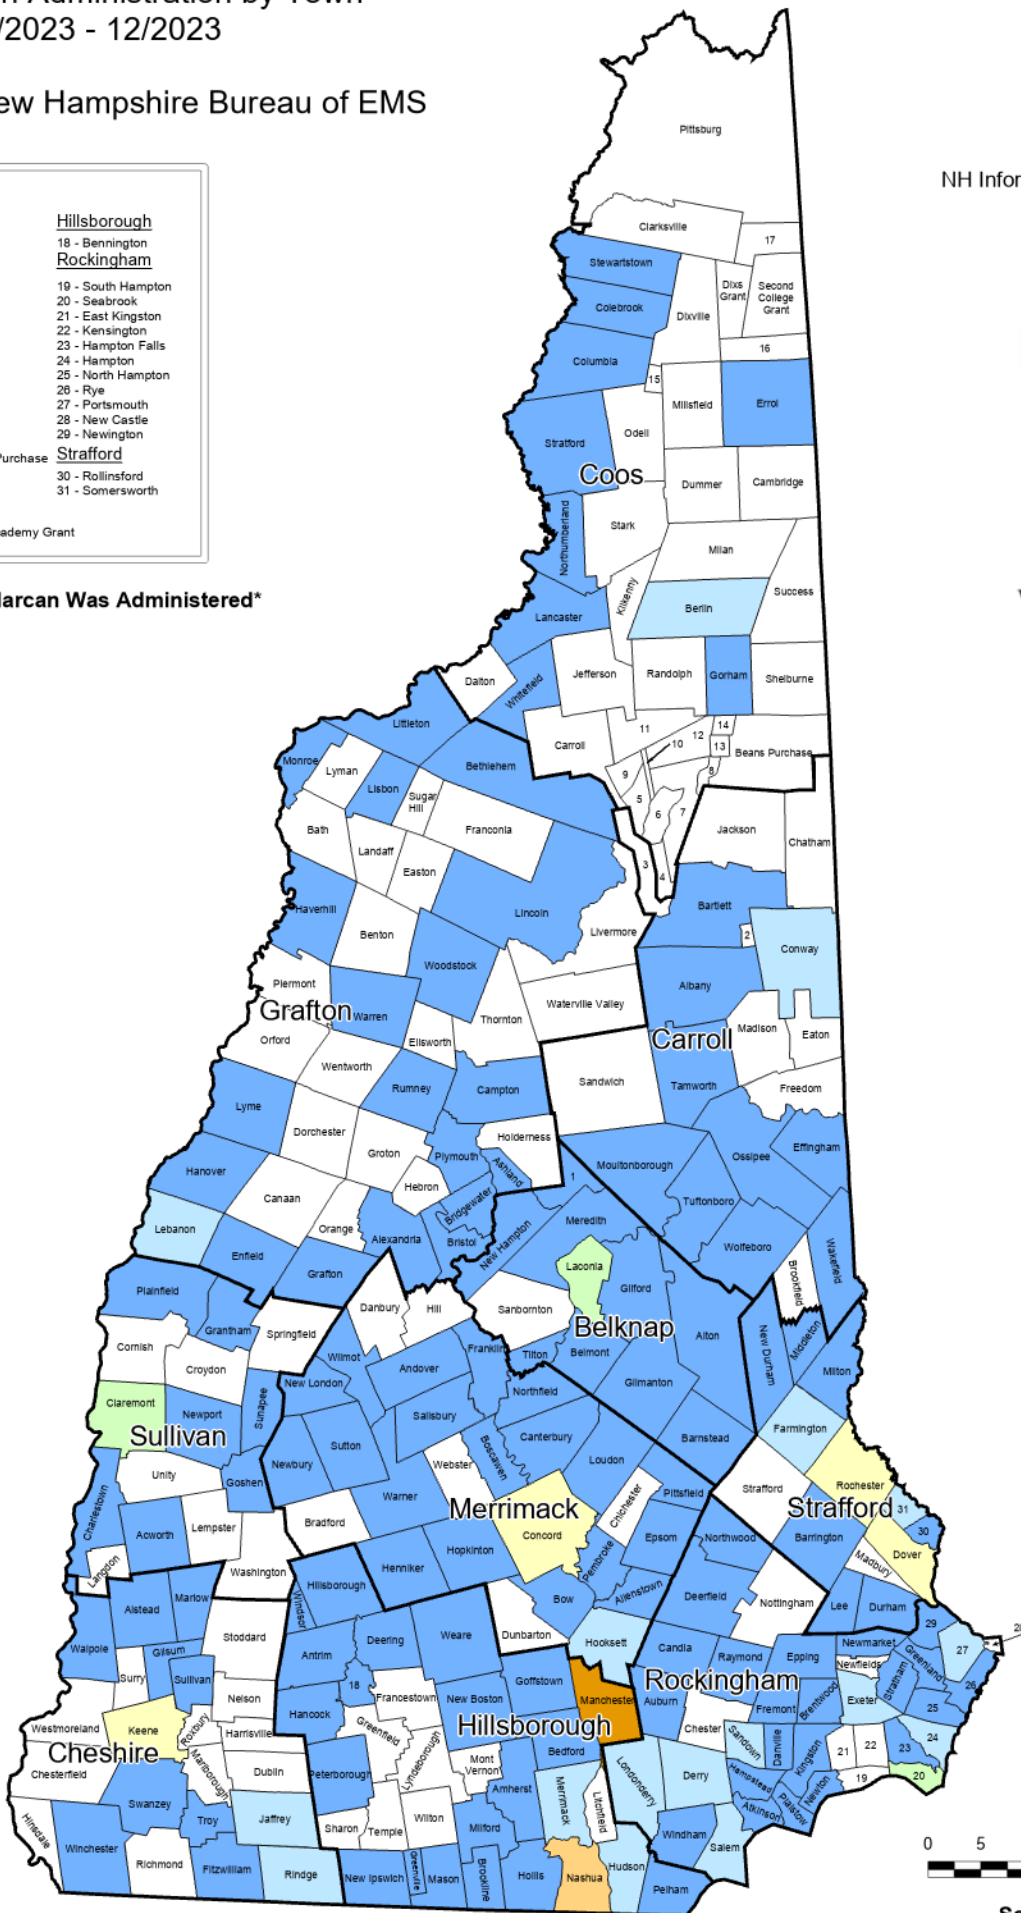 n Administration by Town
/2023 - 12/2023
ew Hampshire Bureau of EMS
NH Infor
Hillsborough
18 - Bennington
Rockingham
19 - South Hampton
20 - Seabrook
21 - East Kingston
22 - Kensington
23 - Hampton Falls
24 - Hampton
25 - North Hampton
26 - Rye
27 - Portsmouth
28 - New Castle
29 - Newington
Purchase
Strafford
30 - Rollinsford
31 - Somersworth
ademy Grant
Narcan Was Administered*
Pittsburg
Clarksville
17
Stewartstown
Dixs
Grant
Second
College
Grant
Colebrook
Dixville
16
Columbia
15
Millsfield
Errol
Odell
Stratford
Coos
Dummer
Cambridge
Northumberland
Stark
Milan
Kilkenny
Success
Berlin
Lancaster
Dalton
Whitefield
Jefferson
Randolph
Gorham
Shelburne
Littleton
Carroll
11
14
12
10
13
Beans Purchase
Monroe
Lyman
Bethlehem
9
8
Lisbon
Sugar
Hill
5
6
7
Bath
Franconia
Jackson
Chatham
Landaff
Easton
3
4
Haverhill
Lincoln
Bartlett
Benton
Livermore
2
Conway
Woodstock
Piermont
Albany
Warren
Waterville Valley
Grafton
Thornton
Madison
Eaton
Orford
Ellsworth
Carroll
Wentworth
Sandwich
Tamworth
Freedom
Rumney
Campton
Lyme
Dorchester
Holderness
Effingham
Groton
Plymouth
Ashland
Moultonborough
Ossipee
Hanover
Hebron
1
Canaan
Bridgewater
Tuftonboro
Lebanon
Orange
Alexandria
Bristol
New Hampton
Meredith
Wolfeboro
Wakefield
Enfield
Grafton
Laconia
Gilford
Brookfield
Plainfield
Danbury
Hill
Sanbornton
Grantham
Springfield
Belknap
Alton
New Durham
Middleton
Cornish
Croydon
Wilmot
Andover
Franklin
Tilton
Belmont
Milton
New London
Gilmanton
Claremont
Newport
Sunapee
Northfield
Sullivan
Salisbury
Farmington
Sutton
Canterbury
Barnstead
Boscawen
Newbury
Webster
Loudon
Unity
Goshen
Rochester
Strafford
Charlestown
Warner
Chichester
Pittsfield
Merrimack
Strafford
31
Acworth
Lempster
Bradford
Concord
30
Epsom
Northwood
Barrington
Hopkinton
Pembroke
Madbury
Dover
Langdon
Washington
Henniker
Hillsborough
Allenstown
Alstead
Marlow
Windsor
Bow
Deerfield
Nottingham
Lee
Durham
29
Stoddard
Deering
Weare
Dunbarton
Hooksett
Walpole
Gilsum
Antrim
Candia
Newmarket
27
Surry
Sullivan
Raymond
Epping
Newfields
Greenland
Goffstown
Rockingham
Stratham
26
18
Francestown
New Boston
Manchester
Auburn
Nelson
Fremont
Brentwood
Exeter
25
Hancock
Greenfield
Westmoreland
Keene
Roxbury
Harrisville
Hillsborough
Chester
24
Cheshire
Lyndeborough
Bedford
Sandown
Danville
Kingston
21
22
23
Chesterfield
Marlborough
Dublin
Peterborough
Mont
Vernon
Londonderry
Derry
Hampstead
Newton
19
20
Swanzey
Amherst
Merrimack
Litchfield
Plaistow
Atkinson
Hinsdale
Troy
Jaffrey
Sharon
Temple
Wilton
Milford
Windham
Salem
Winchester
Richmond
Fitzwilliam
Rindge
New Ipswich
Greenville
Mason
Brookline
Hollis
Nashua
Hudson
Pelham
0
5